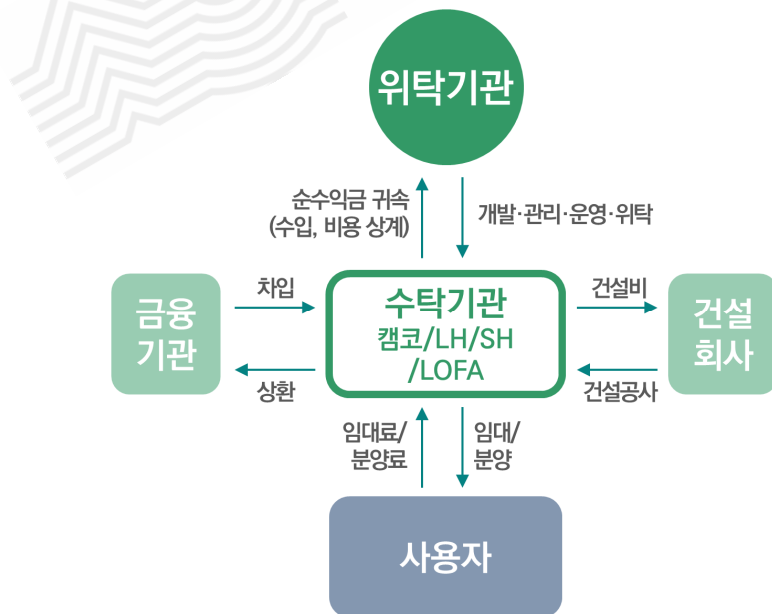 위탁기관
순수익금 귀속
(수입, 비용 상계)
개발·관리·운영·위탁
금융
기관
차입
상환
수탁기관
캠코/LH/SH
/LOFA
건설비
건설공사
건설
회사
임대료/
분양료
임대/
분양
사용자